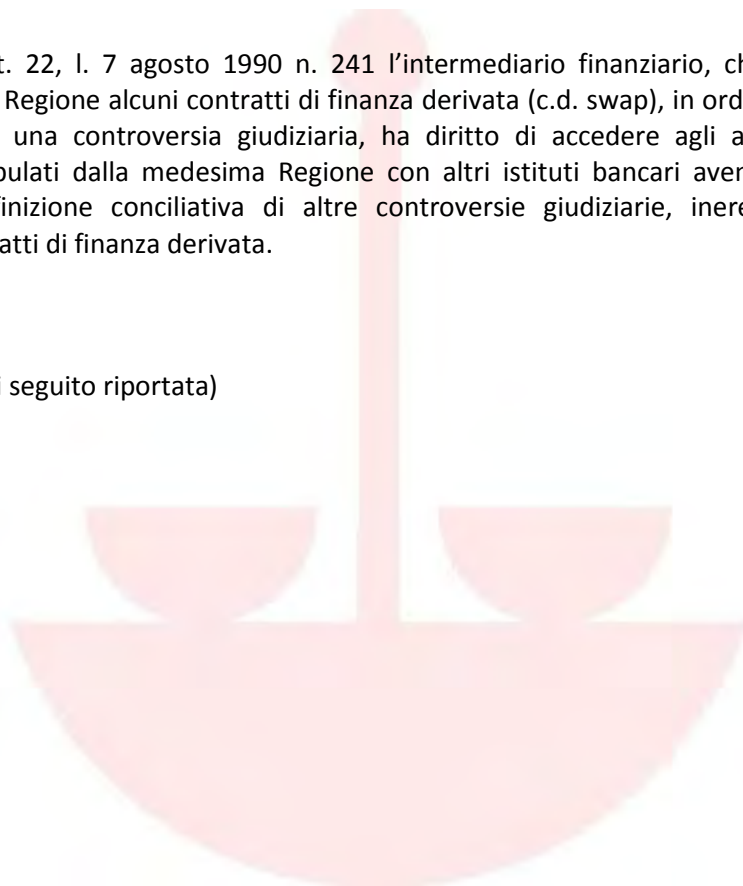 t. 22, l. 7 agosto 1990 n. 241 l’intermediario finanziario, ch
Regione alcuni contratti di finanza derivata (c.d. swap), in ord
una controversia giudiziaria, ha diritto di accedere agli a
pulati dalla medesima Regione con altri istituti bancari aven
finizione conciliativa di altre controversie giudiziarie, inere
atti di finanza derivata.
i seguito riportata)